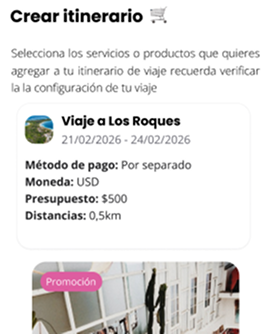 Crear itinerario 🛒
Selecciona los servicios o productos que quieres
agregar a tu itinerario de viaje recuerda verificar
la la configuración de tu viaje
Viaje a Los Roques
21/02/2026 - 24/02/2026
Método de pago: Por separado
Moneda: USD
Presupuesto: $500
Distancias: 0,5km
Promoción